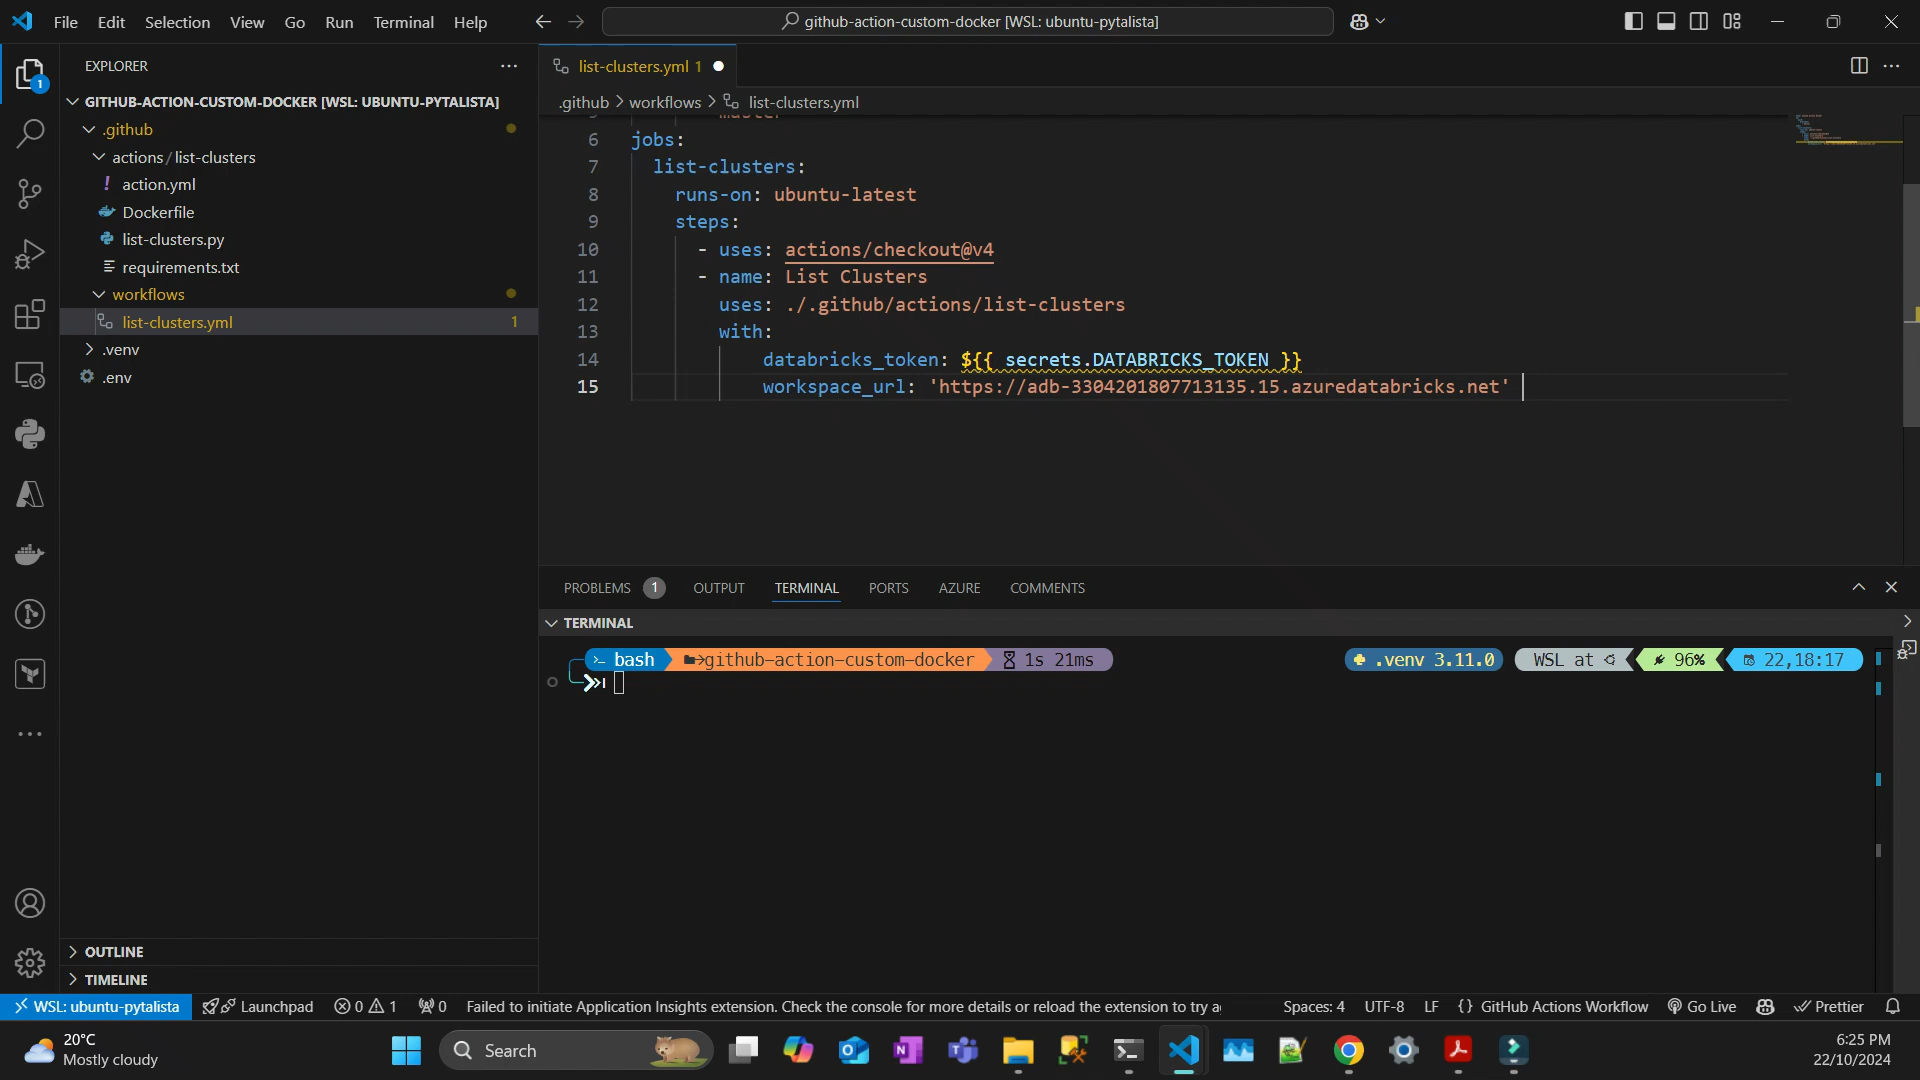 File Edit Selection View Go Run Terminal Help
github-action-custom-docker [WSL: ubuntu-pytalista]
EXPLORER
GITHUB-ACTION-CUSTOM-DOCKER [WSL: UBUNTU-PYTALISTA]
.github
actions / list-clusters
action.yml
Dockerfile
list-clusters.py
requirements.txt
workflows
list-clusters.yml 1
.venv
.env
OUTLINE
TIMELINE
list-clusters.yml 1
.github > workflows > list-clusters.yml
6 jobs:
7 list-clusters:
8 runs-on: ubuntu-latest
9 steps:
10 - uses: actions/checkout@v4
11 - name: List Clusters
12 uses: ./.github/actions/list-clusters
13 with:
14 databricks_token: ${{ secrets.DATABRICKS_TOKEN }}
15 workspace_url: 'https://adb-3304201807713135.15.azuredatabricks.net'
PROBLEMS 1 OUTPUT TERMINAL PORTS AZURE COMMENTS
TERMINAL
bash github-action-custom-docker 1s 21ms .venv 3.11.0 WSL at 96% 22,18:17
WSL: ubuntu-pytalista Launchpad 0 1 0 Failed to initiate Application Insights extension. Check the console for more details or reload the extension to try Spaces: 4 UTF-8 LF {} GitHub Actions Workflow Go Live Prettier
20°C
Mostly cloudy
Search
6:25 PM
22/10/2024